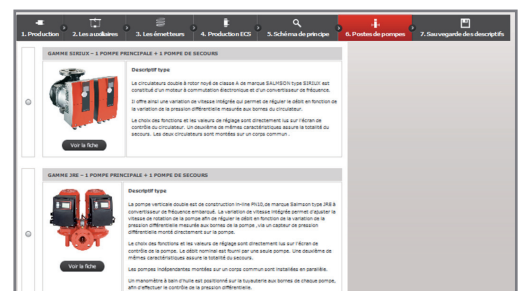 1. Production
2. Les auxiliaires
3. Les émetteurs
4. Production ECS
5. Schéma de principe
6. Postes de pompes
7. Sauvegarde des descriptifs
GAMME SIRIUX – 1 POMPE PRINCIPALE + 1 POMPE DE SECOURS
Descriptif type
Le circulateurs double à rotor noyé de classe A de marque SALMSON type SIRIUX est
constitué d'un moteur à commutation électronique et d'un convertisseur de fréquence.
Il offre ainsi une variation de vitesse intégrée qui permet de réguler le débit en fonction de
la variation de la pression différentielle mesurée aux bornes du circulateur.
Le choix des fonctions et les valeurs de réglage sont directement lus sur l'écran de
contrôle du circulateur. Un deuxième de mêmes caractéristiques assure la totalité du
secours. Les deux circulateurs sont montées sur un corps commun .
Voir la fiche
GAMME JRE – 1 POMPE PRINCIPALE + 1 POMPE DE SECOURS
Descriptif type
La pompe verticale double est de construction in-line PN10,de marque Salmson type JRE à
convertisseur de fréquence embarqué. La variation de vitesse intégrée permet d'ajuster la
vitesse de rotation de la pompe afin de réguler le débit en fonction de la variation de la
pression différentielle mesurée aux bornes de la pompe , via un capteur de pression
différentielle monté directement sur la pompe.
Le choix des fonctions et les valeurs de réglage sont directement lus sur l'écran de
contrôle de la pompe. Le débit nominal est fourni par une seule pompe. Une deuxième de
mêmes caractéristiques assure la totalité du secours.
Les pompes indépendantes montées sur un corps commun sont installées en parallèle.
Un manomètre à bain d'huile est positionné sur la tuyauterie aux bornes de chaque pompe,
afin d'effectuer le contrôle de la pression différentielle.
Voir la fiche